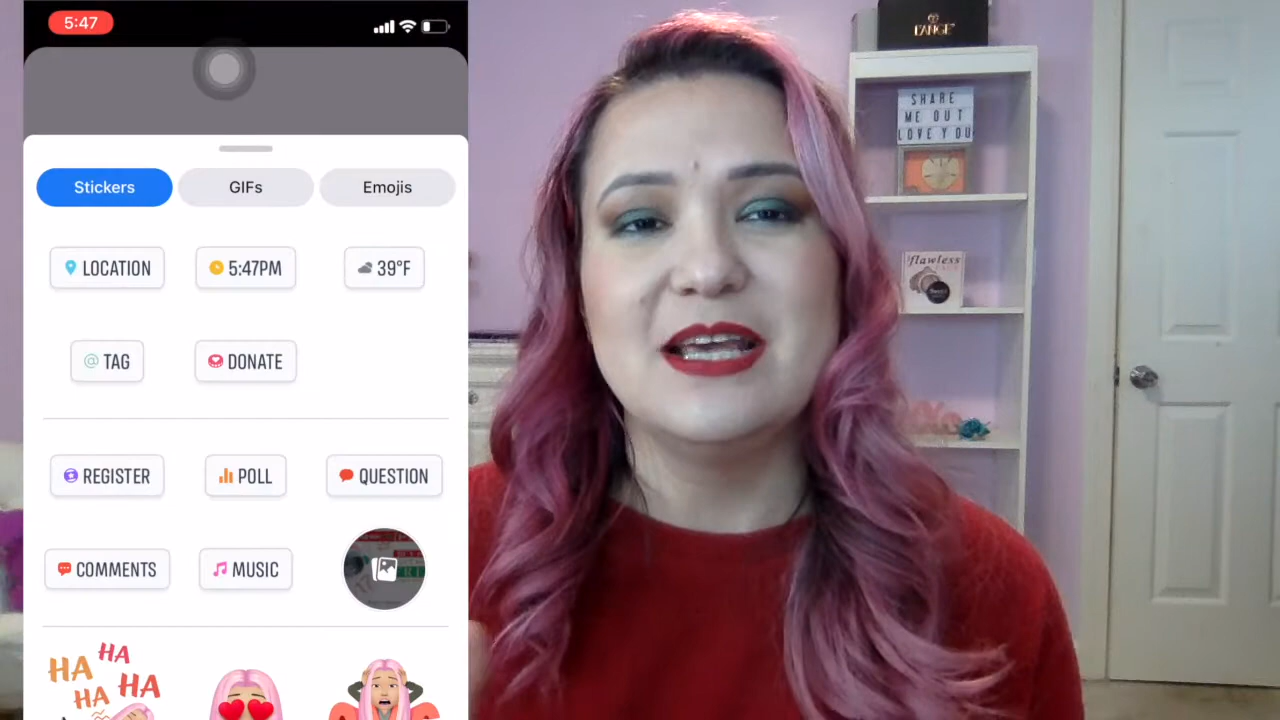 5:47
Stickers GIFs Emojis
LOCATION 5:47PM 39°F
@TAG DONATE
REGISTER POLL QUESTION
COMMENTS MUSIC
HA HA
HA HA
L'ANGE
SHARE
ME OUT
LOVE YOU
flawless